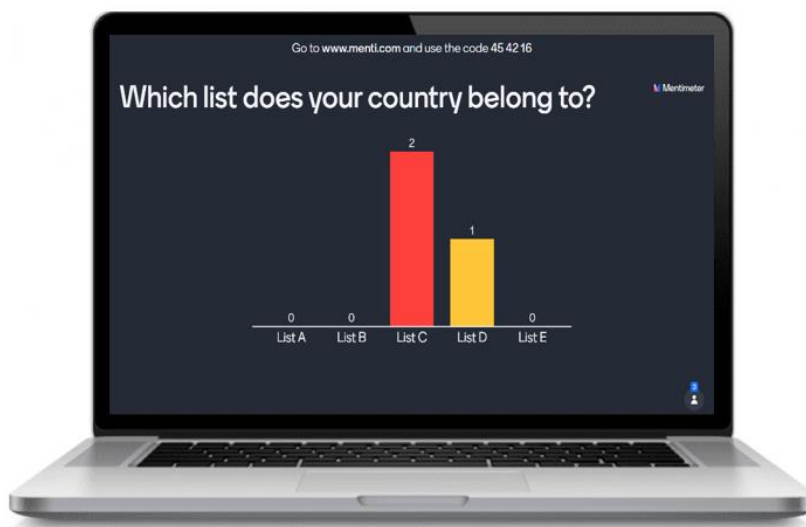 Go to www.menti.com and use the code 45 42 16
Which list does your country belong to?
Mentimeter
2
1
0
0
0
List A
List B
List C
List D
List E
3